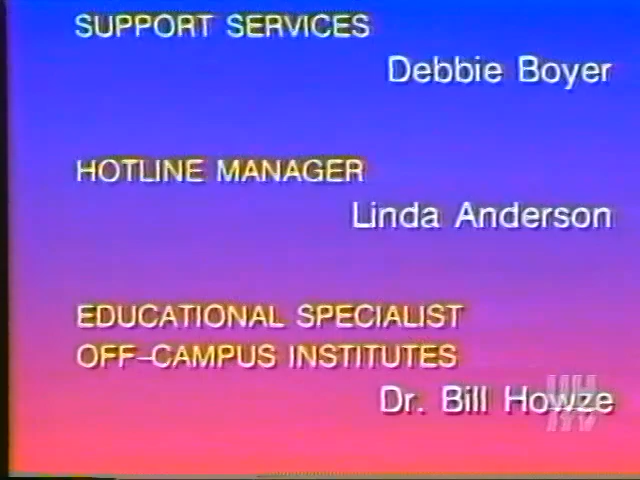 SUPPORT SERVICES
Debbie Boyer
HOTLINE MANAGER
Linda Anderson
EDUCATIONAL SPECIALIST
OFF-CAMPUS INSTITUTES
Dr. Bill Howze